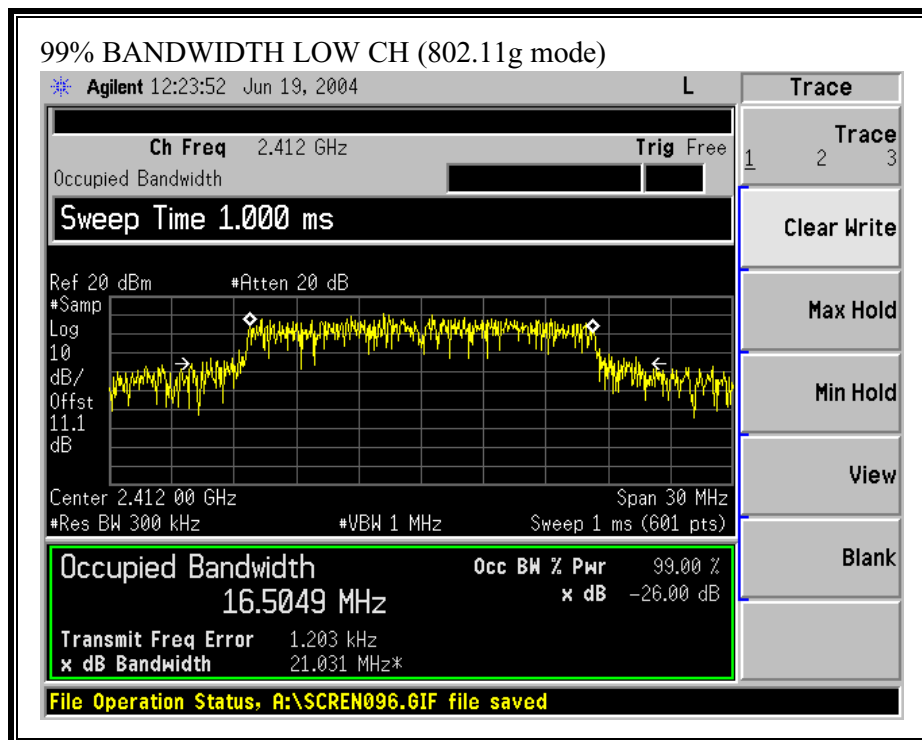 99% BANDWIDTH LOW CH (802.11g mode)
Agilent 12:23:52 Jun 19, 2004 L Trace
Ch Freq 2.412 GHz Trig Free
Occupied Bandwidth
Trace
1 2 3
Sweep Time 1.000 ms
Clear Write
Ref 20 dBm #Atten 20 dB
#Samp
Log
10
dB/
Offst
11.1
dB
Max Hold
Min Hold
View
Center 2.412 00 GHz Span 30 MHz
#Res BW 300 kHz #VBW 1 MHz Sweep 1 ms (601 pts)
Blank
Occupied Bandwidth Occ BW % Pwr 99.00 %
16.5049 MHz x dB -26.00 dB
Transmit Freq Error 1.203 kHz
x dB Bandwidth 21.031 MHz*
File Operation Status, A:\SCREN096.GIF file saved